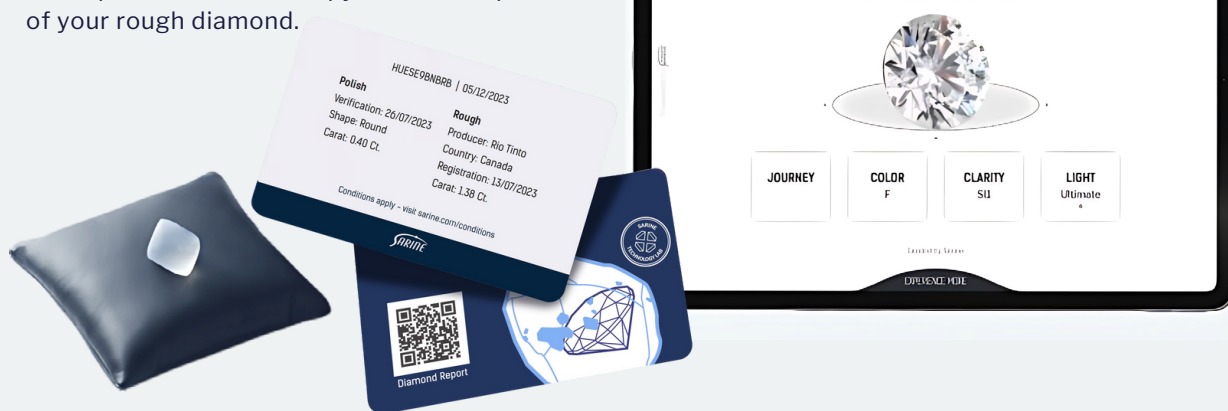 of your rough diamond.
HUESE9BNBRB | 05/12/2023
Polish
Verification: 26/07/2023
Shape: Round
Carat: 0.40 Ct.
Rough
Producer: Rio Tinto
Country: Canada
Registration: 13/07/2023
Carat: 1.38 Ct.
Conditions apply - visit sarine.com/conditions
SARINE
SARINE
TECHNOLOGY LAB
Diamond Report
JOURNEY
COLOR
F
CLARITY
SI1
LIGHT
Ultimate